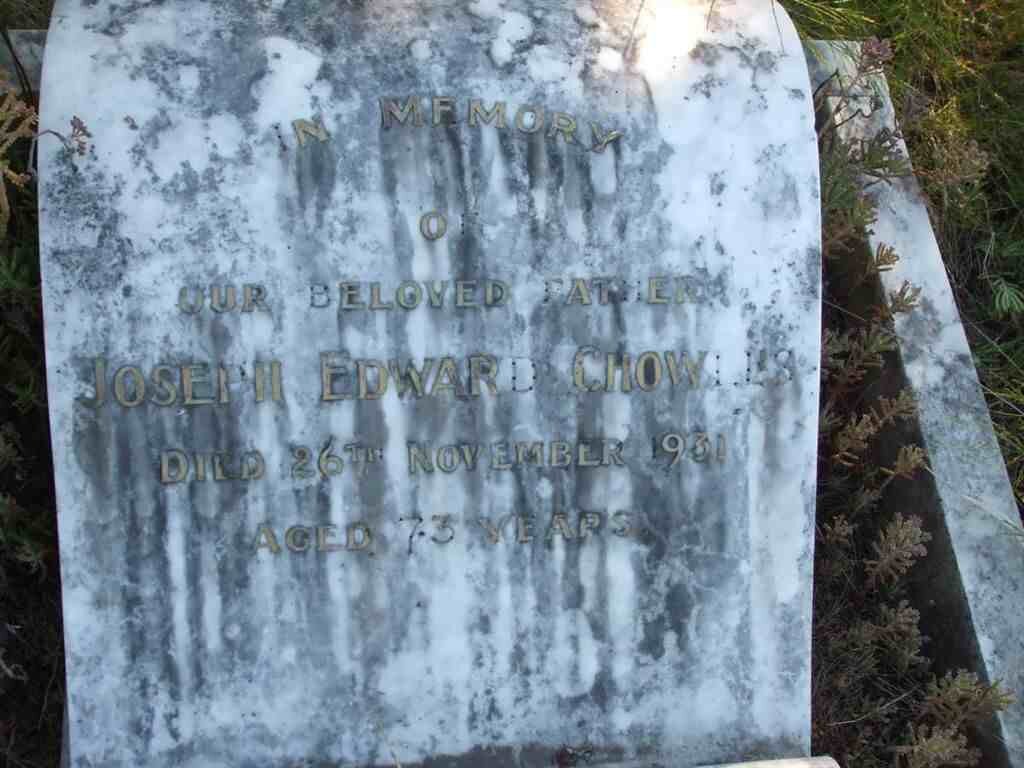 IN MEMORY
OF
OUR BELOVED FATHER
JOSEPH EDWARD CHOWLES
DIED 26TH NOVEMBER 1931
AGED 73 YEARS